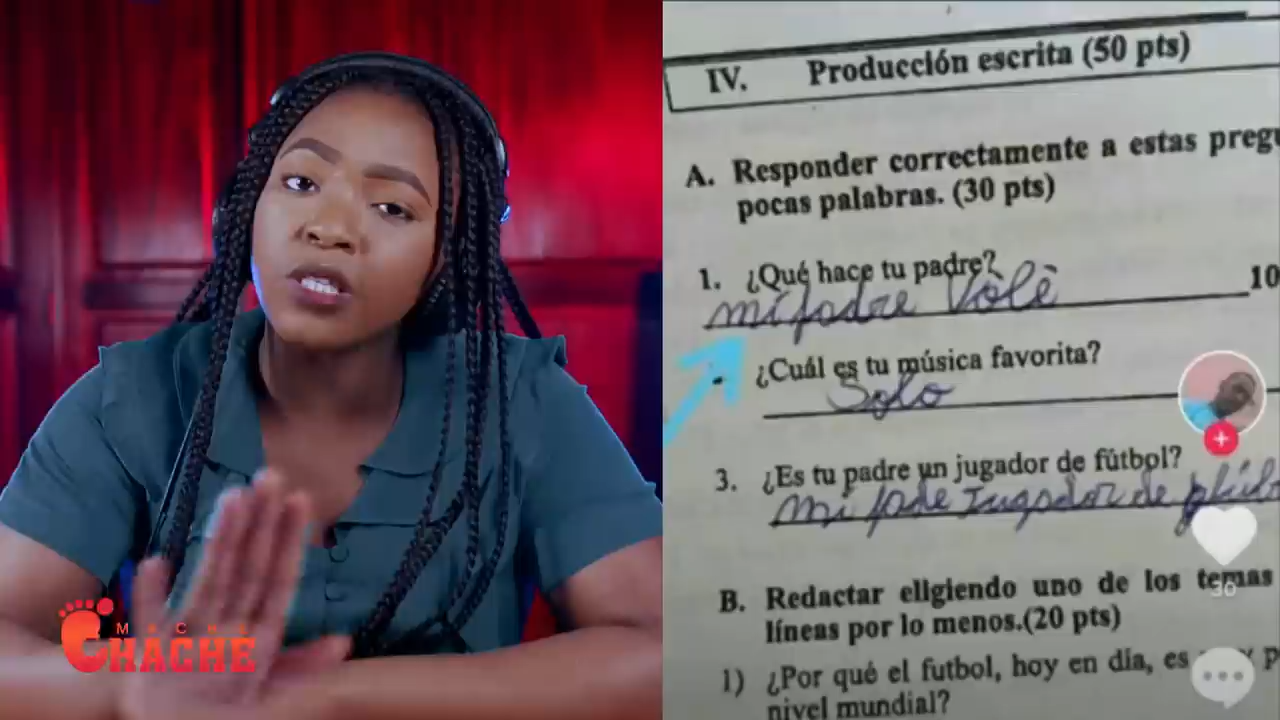 MACHE
CHACHE
IV. Producción escrita (50 pts)
A. Responder correctamente a estas pregu
pocas palabras. (30 pts)
1. ¿Qué hace tu padre?
mi padre Volè
10
¿Cuál es tu música favorita?
Solo
3. ¿Es tu padre un jugador de fútbol?
mi padre Jugador de
B. Redactar eligiendo uno de los temas
líneas por lo menos.(20 pts)
1) ¿Por qué el futbol, hoy en día, es
nivel mundial?
30